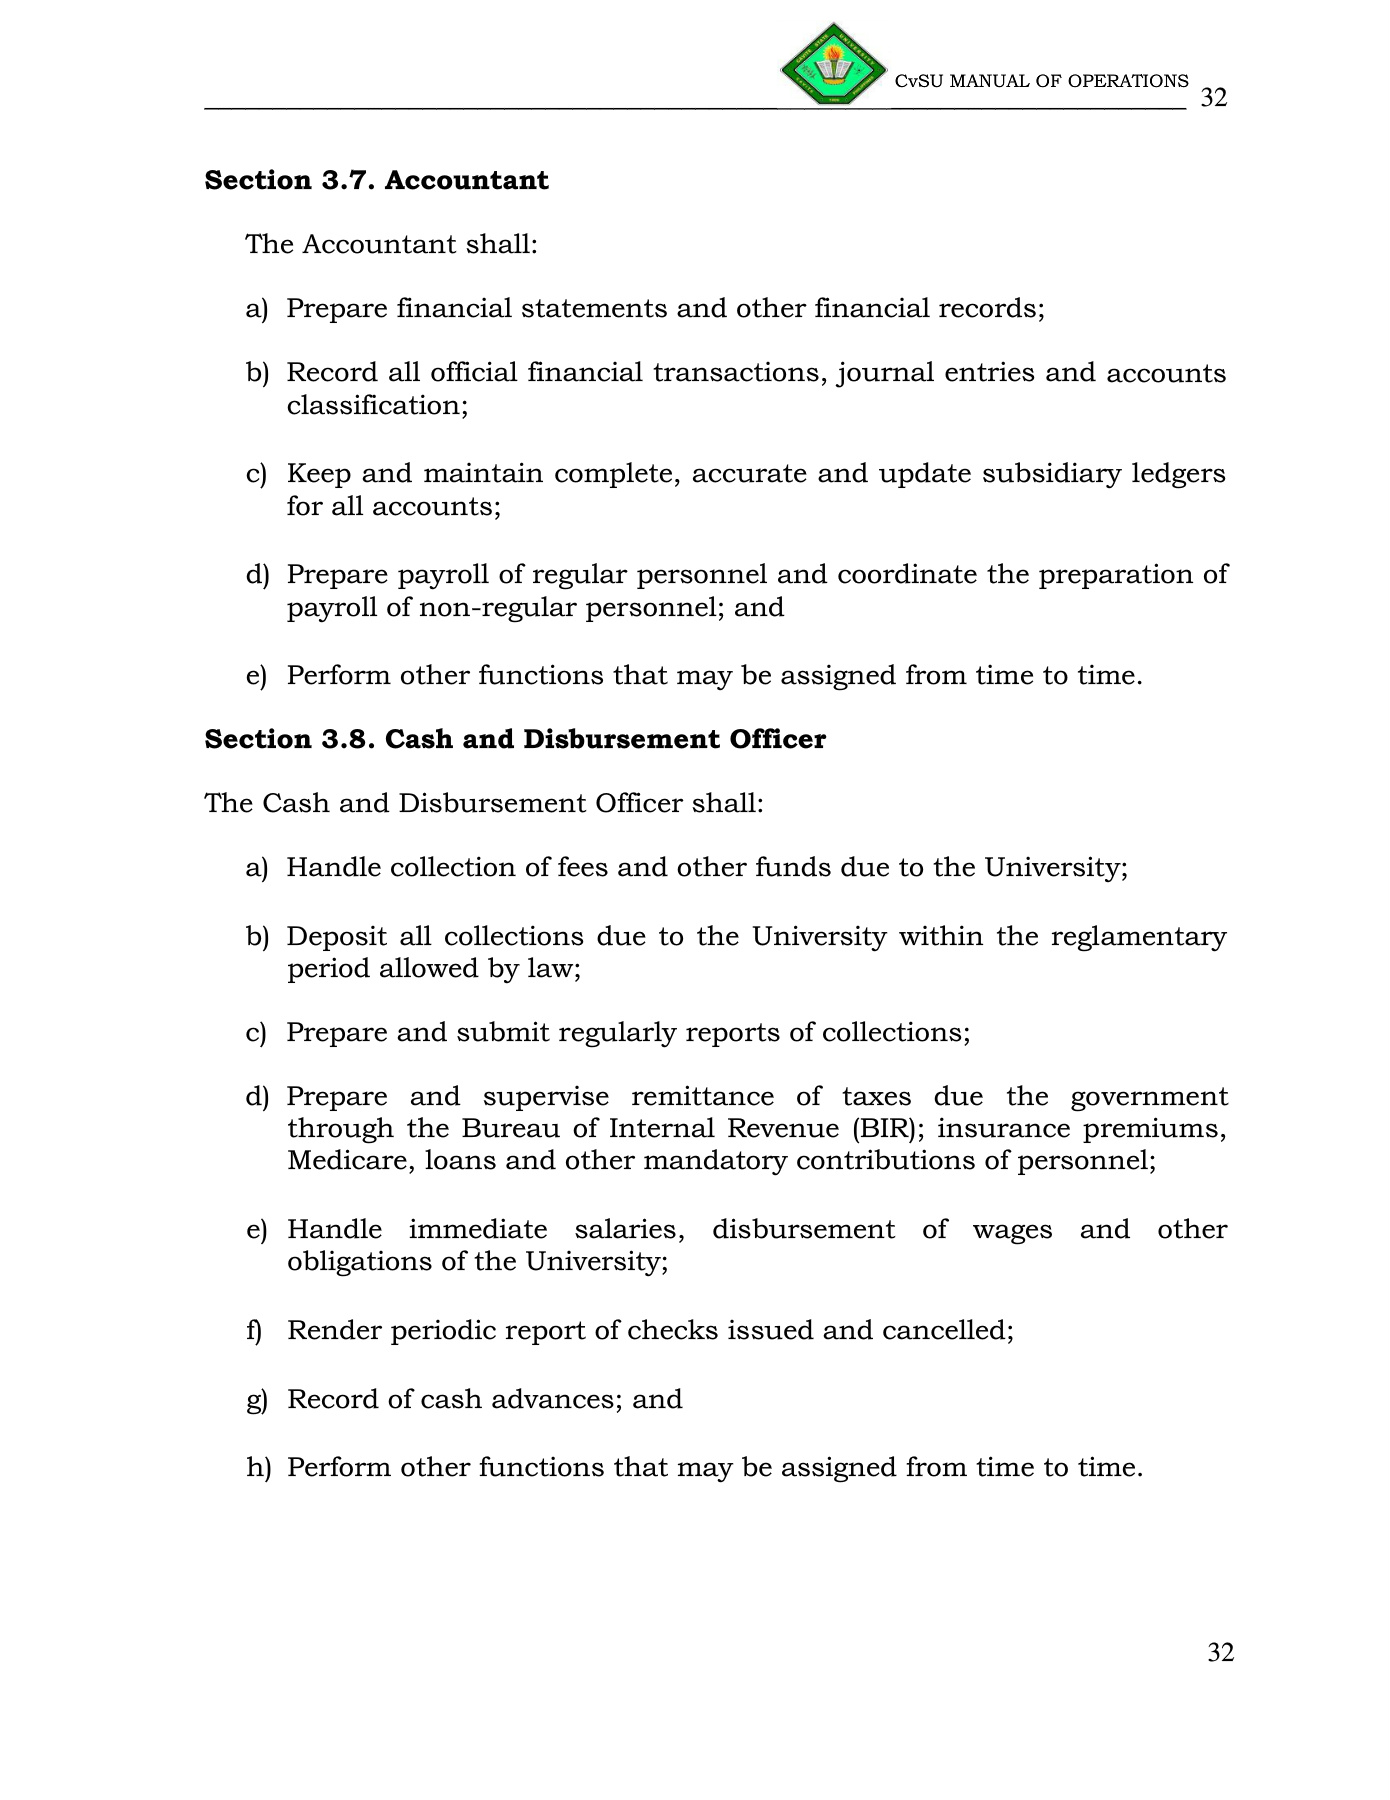 CvSU MANUAL OF OPERATIONS 32
Section 3.7. Accountant
The Accountant shall:
a) Prepare financial statements and other financial records;
b) Record all official financial transactions, journal entries and accounts
classification;
c) Keep and maintain complete, accurate and update subsidiary ledgers
for all accounts;
d) Prepare payroll of regular personnel and coordinate the preparation of
payroll of non-regular personnel; and
e) Perform other functions that may be assigned from time to time.
Section 3.8. Cash and Disbursement Officer
The Cash and Disbursement Officer shall:
a) Handle collection of fees and other funds due to the University;
b) Deposit all collections due to the University within the reglamentary
period allowed by law;
c) Prepare and submit regularly reports of collections;
d) Prepare and supervise remittance of taxes due the government
through the Bureau of Internal Revenue (BIR); insurance premiums,
Medicare, loans and other mandatory contributions of personnel;
e) Handle immediate salaries, disbursement of wages and other
obligations of the University;
f) Render periodic report of checks issued and cancelled;
g) Record of cash advances; and
h) Perform other functions that may be assigned from time to time.
32